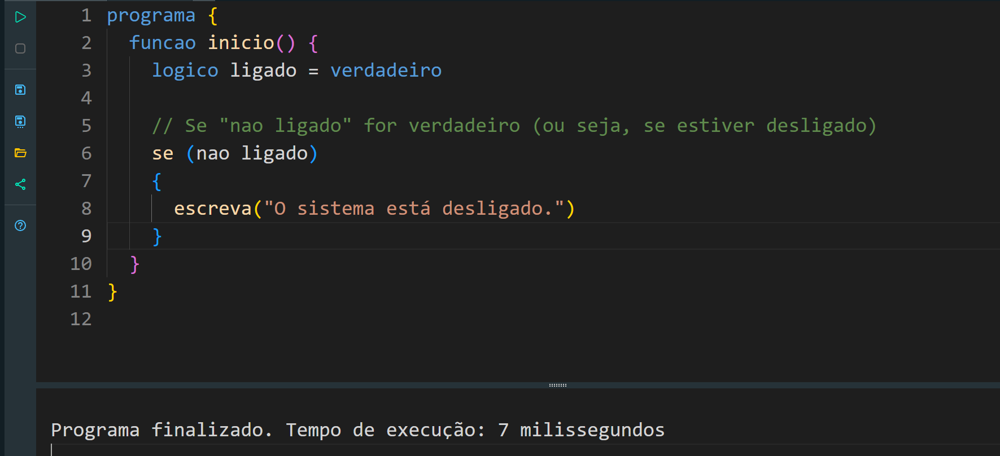 1 programa {
2 funcao inicio() {
3 logico ligado = verdadeiro
4
5 // Se "nao ligado" for verdadeiro (ou seja, se estiver desligado)
6 se (nao ligado)
7 {
8 escreva("O sistema está desligado.")
9 }
10 }
11 }
12
Programa finalizado. Tempo de execução: 7 milissegundos